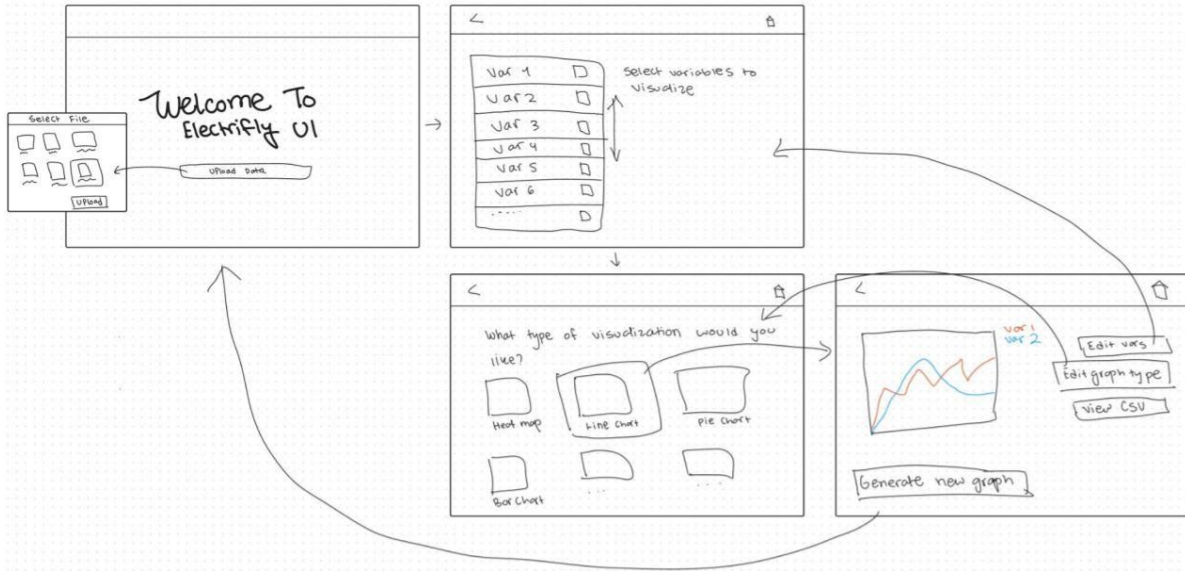 Welcome To
Electrifly UI
Upload Data
Select File
Upload
Var 1
Var 2
Var 3
Var 4
Var 5
Var 6
.....
Select variables to
visualize
What type of visualization would you
like?
Heat map
Line Chart
Pie Chart
Bar Chart
...
....
var 1
var 2
Edit vars
Edit graph type
View CSV
Generate new graph